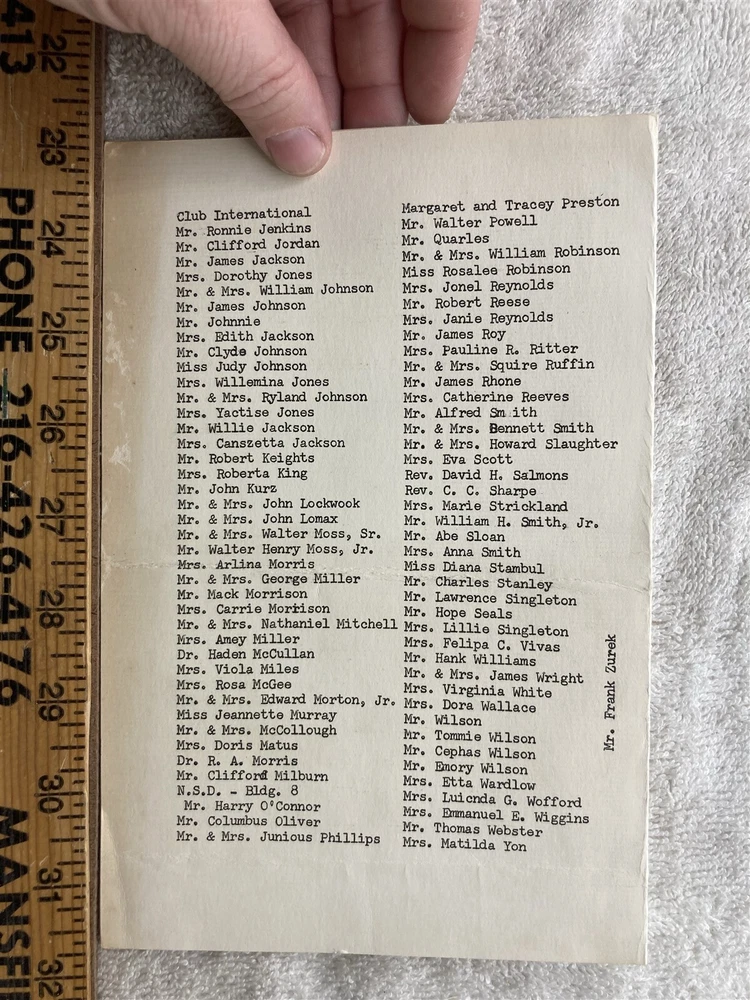 413
PHONE 216-426-4176
MANSFI
22
23
24
25
26
27
28
29
30
31
32
Club International
Mr. Ronnie Jenkins
Mr. Clifford Jordan
Mr. James Jackson
Mrs. Dorothy Jones
Mr. & Mrs. William Johnson
Mr. James Johnson
Mr. Johnnie
Mrs. Edith Jackson
Mr. Clyde Johnson
Miss Judy Johnson
Mrs. Willemina Jones
Mr. & Mrs. Ryland Johnson
Mrs. Yactise Jones
Mr. Willie Jackson
Mrs. Canszetta Jackson
Mr. Robert Keights
Mrs. Roberta King
Mr. John Kurz
Mr. & Mrs. John Lockwook
Mr. & Mrs. John Lomax
Mr. & Mrs. Walter Moss, Sr.
Mr. Walter Henry Moss, Jr.
Mrs. Arlina Morris
Mr. & Mrs. George Miller
Mr. Mack Morrison
Mrs. Carrie Morrison
Mr. & Mrs. Nathaniel Mitchell
Mrs. Amey Miller
Dr. Haden McCullan
Mrs. Viola Miles
Mrs. Rosa McGee
Mr. & Mrs. Edward Morton, Jr.
Miss Jeannette Murray
Mr. & Mrs. McCollough
Mrs. Doris Matus
Dr. R. A. Morris
Mr. Clifford Milburn
N.S.D. - Bldg. 8
Mr. Harry O'Connor
Mr. Columbus Oliver
Mr. & Mrs. Junious Phillips
Margaret and Tracey Preston
Mr. Walter Powell
Mr. Quarles
Mr. & Mrs. William Robinson
Miss Rosalee Robinson
Mrs. Jonel Reynolds
Mr. Robert Reese
Mrs. Janie Reynolds
Mr. James Roy
Mrs. Pauline R. Ritter
Mr. & Mrs. Squire Ruffin
Mr. James Rhone
Mrs. Catherine Reeves
Mr. Alfred Sm ith
Mr. & Mrs. Bennett Smith
Mr. & Mrs. Howard Slaughter
Mrs. Eva Scott
Rev. David H. Salmons
Rev. C. C. Sharpe
Mrs. Marie Strickland
Mr. William H. Smith, Jr.
Mr. Abe Sloan
Mrs. Anna Smith
Miss Diana Stambul
Mr. Charles Stanley
Mr. Lawrence Singleton
Mr. Hope Seals
Mrs. Lillie Singleton
Mrs. Felipa C. Vivas
Mr. Hank Williams
Mr. & Mrs. James Wright
Mrs. Virginia White
Mrs. Dora Wallace
Mr. Wilson
Mr. Tommie Wilson
Mr. Cephas Wilson
Mr. Emory Wilson
Mrs. Etta Wardlow
Mrs. Luicnda G. Wofford
Mrs. Emmanuel E. Wiggins
Mr. Thomas Webster
Mrs. Matilda Yon
Mr. Frank Zurek